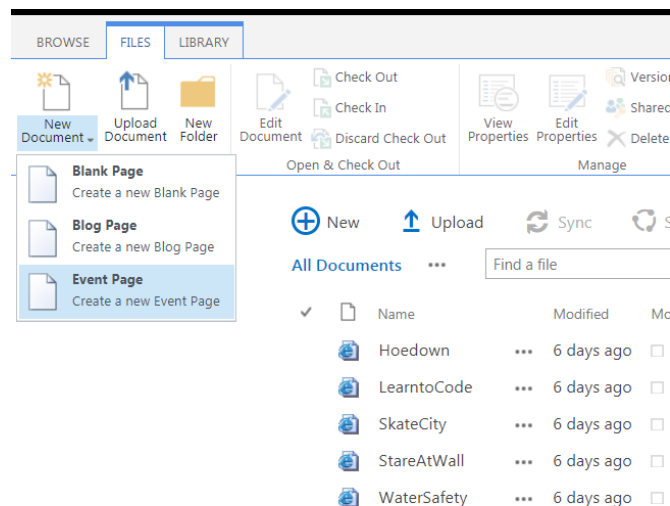 BROWSE FILES LIBRARY
New Document
Upload Document
New Folder
Edit Document
Check Out
Check In
Discard Check Out
Open & Check Out
View Properties
Edit Properties
Shared
Delete
Manage
Blank Page
Create a new Blank Page
Blog Page
Create a new Blog Page
Event Page
Create a new Event Page
New Upload Sync
All Documents ... Find a file
Name Modified
Hoedown ... 6 days ago
LearntoCode ... 6 days ago
SkateCity ... 6 days ago
StareAtWall ... 6 days ago
WaterSafety ... 6 days ago